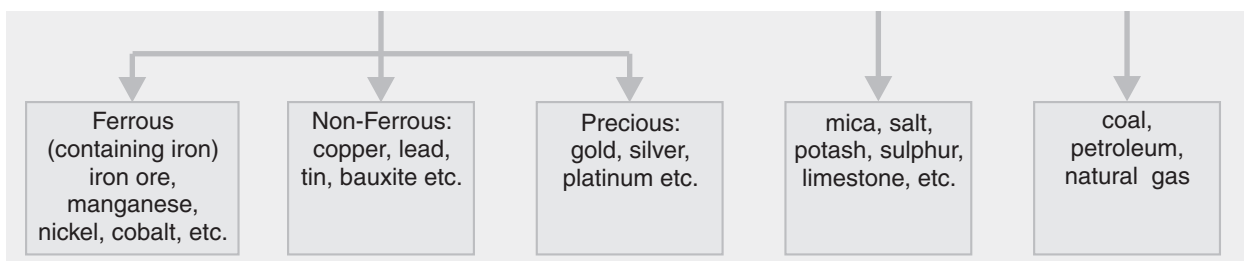 Ferrous
(containing iron)
iron ore,
manganese,
nickel, cobalt, etc.
Non-Ferrous:
copper, lead,
tin, bauxite etc.
Precious:
gold, silver,
platinum etc.
mica, salt,
potash, sulphur,
limestone, etc.
coal,
petroleum,
natural gas